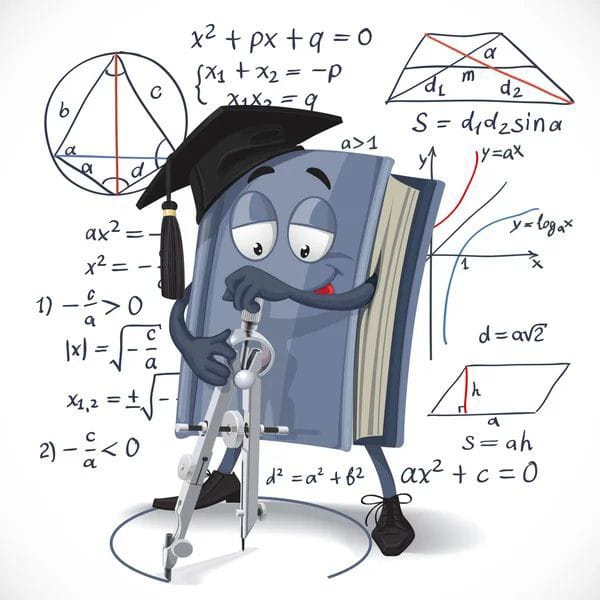 x² + px + q = 0
x₁ + x₂ = -p
x₁x₂ = q
b
c
a
a
d
α
m
d₁
d₂
S = d₁d₂sinα
a>1
y
y=aˣ
y=logₐx
1
x
ax² = -
x² = - -
1) - c/a > 0
|x| = √- c/a
x₁,₂ = ±√-
2) - c/a < 0
d = a√2
h
a
S = ah
d² = a² + b²
ax² + c = 0